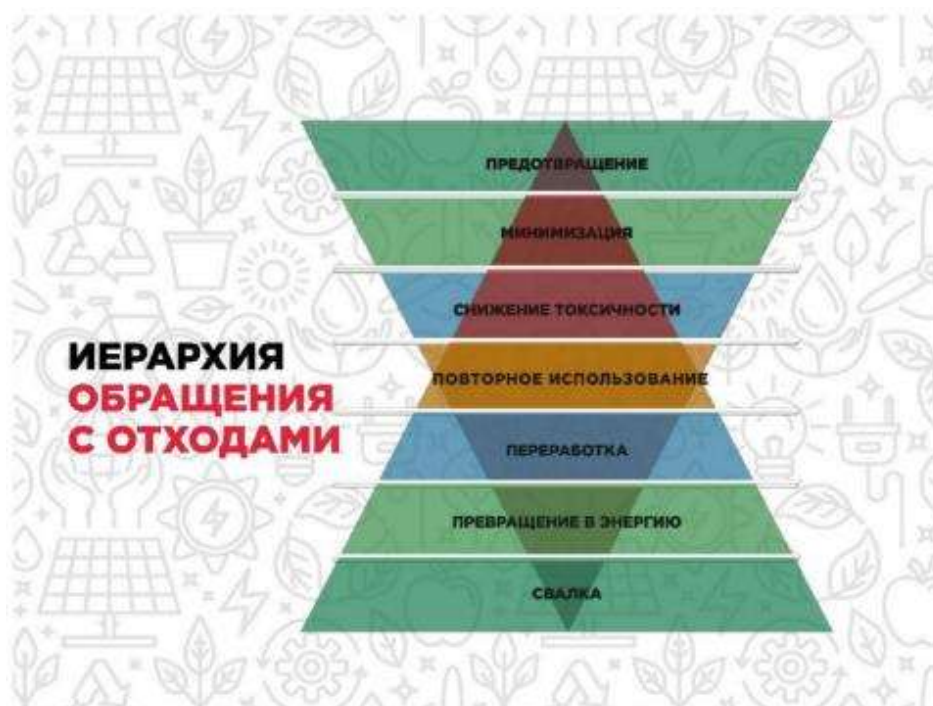 ПРЕДОТВРАЩЕНИЕ
МИНИМИЗАЦИЯ
СНИЖЕНИЕ ТОКСИЧНОСТИ
ИЕРАРХИЯ
ОБРАЩЕНИЯ
С ОТХОДАМИ
ПОВТОРНОЕ ИСПОЛЬЗОВАНИЕ
ПЕРЕРАБОТКА
ПРЕВРАЩЕНИЕ В ЭНЕРГИЮ
СВАЛКА